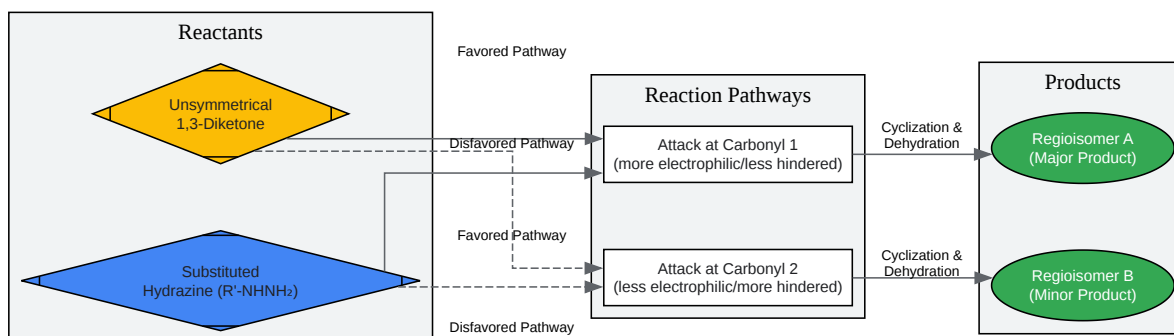 Reactants
Unsymmetrical
1,3-Diketone
Substituted
Hydrazine (R'-NHNH₂)
Favored Pathway
Disfavored Pathway
Favored Pathway
Disfavored Pathway
Reaction Pathways
Attack at Carbonyl 1
(more electrophilic/less hindered)
Attack at Carbonyl 2
(less electrophilic/more hindered)
Cyclization &
Dehydration
Cyclization &
Dehydration
Products
Regioisomer A
(Major Product)
Regioisomer B
(Minor Product)